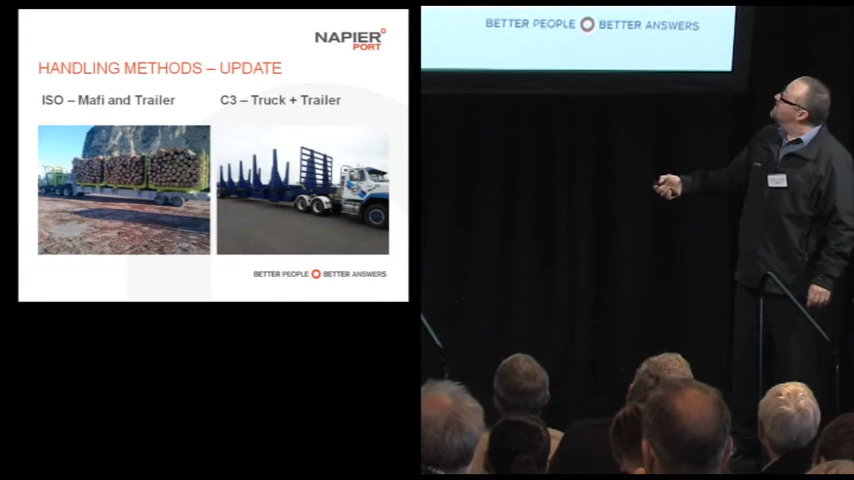 NAPIER
PORT
HANDLING METHODS – UPDATE
ISO – Mafi and Trailer
C3 – Truck + Trailer
BETTER PEOPLE BETTER ANSWERS
BETTER PEOPLE BETTER ANSWERS